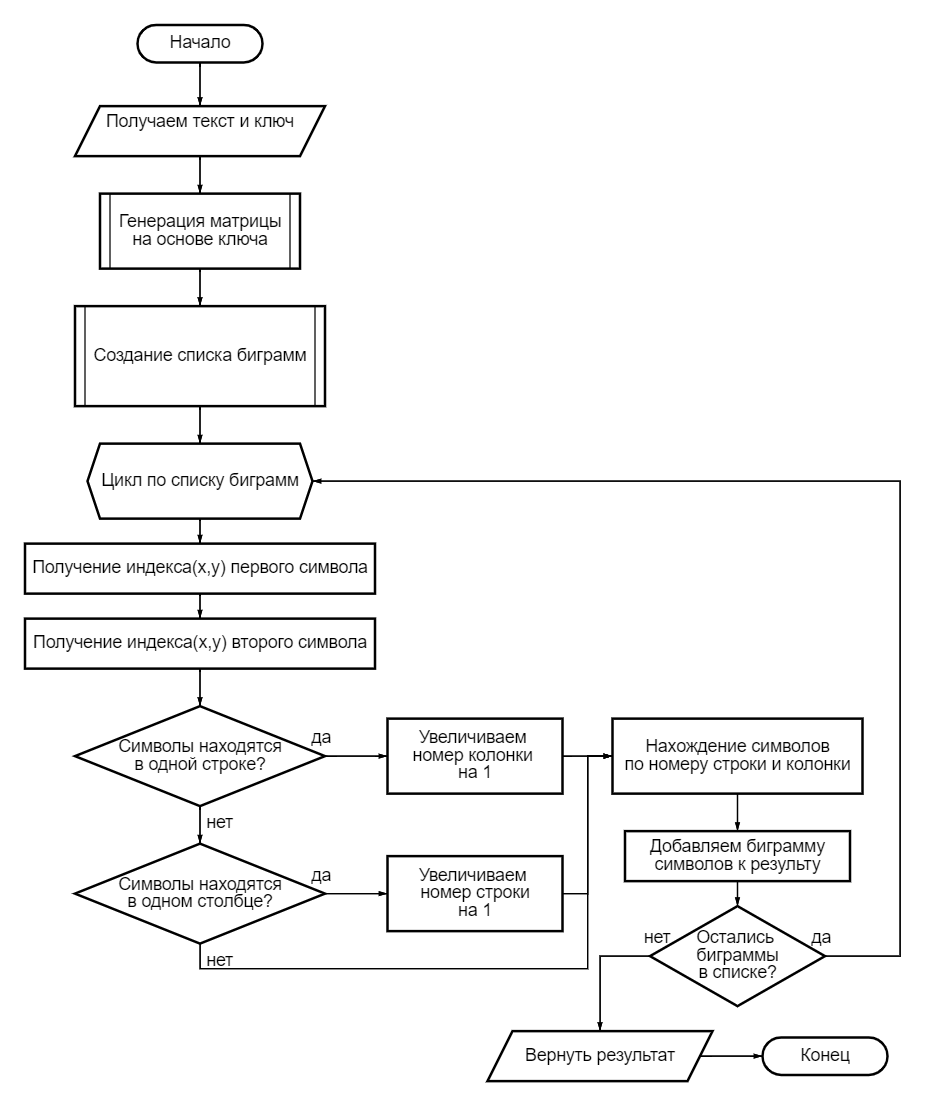 Начало
Получаем текст и ключ
Генерация матрицы
на основе ключа
Создание списка биграмм
Цикл по списку биграмм
Получение индекса(x,y) первого символа
Получение индекса(x,y) второго символа
Символы находятся
в одной строке?
да
Увеличиваем
номер колонки
на 1
Нахождение символов
по номеру строки и колонки
нет
Добавляем биграмму
символов к результу
Символы находятся
в одном столбце?
да
Увеличиваем
номер строки
на 1
нет
нет
Остались
биграммы
в списке?
да
Вернуть результат
Конец